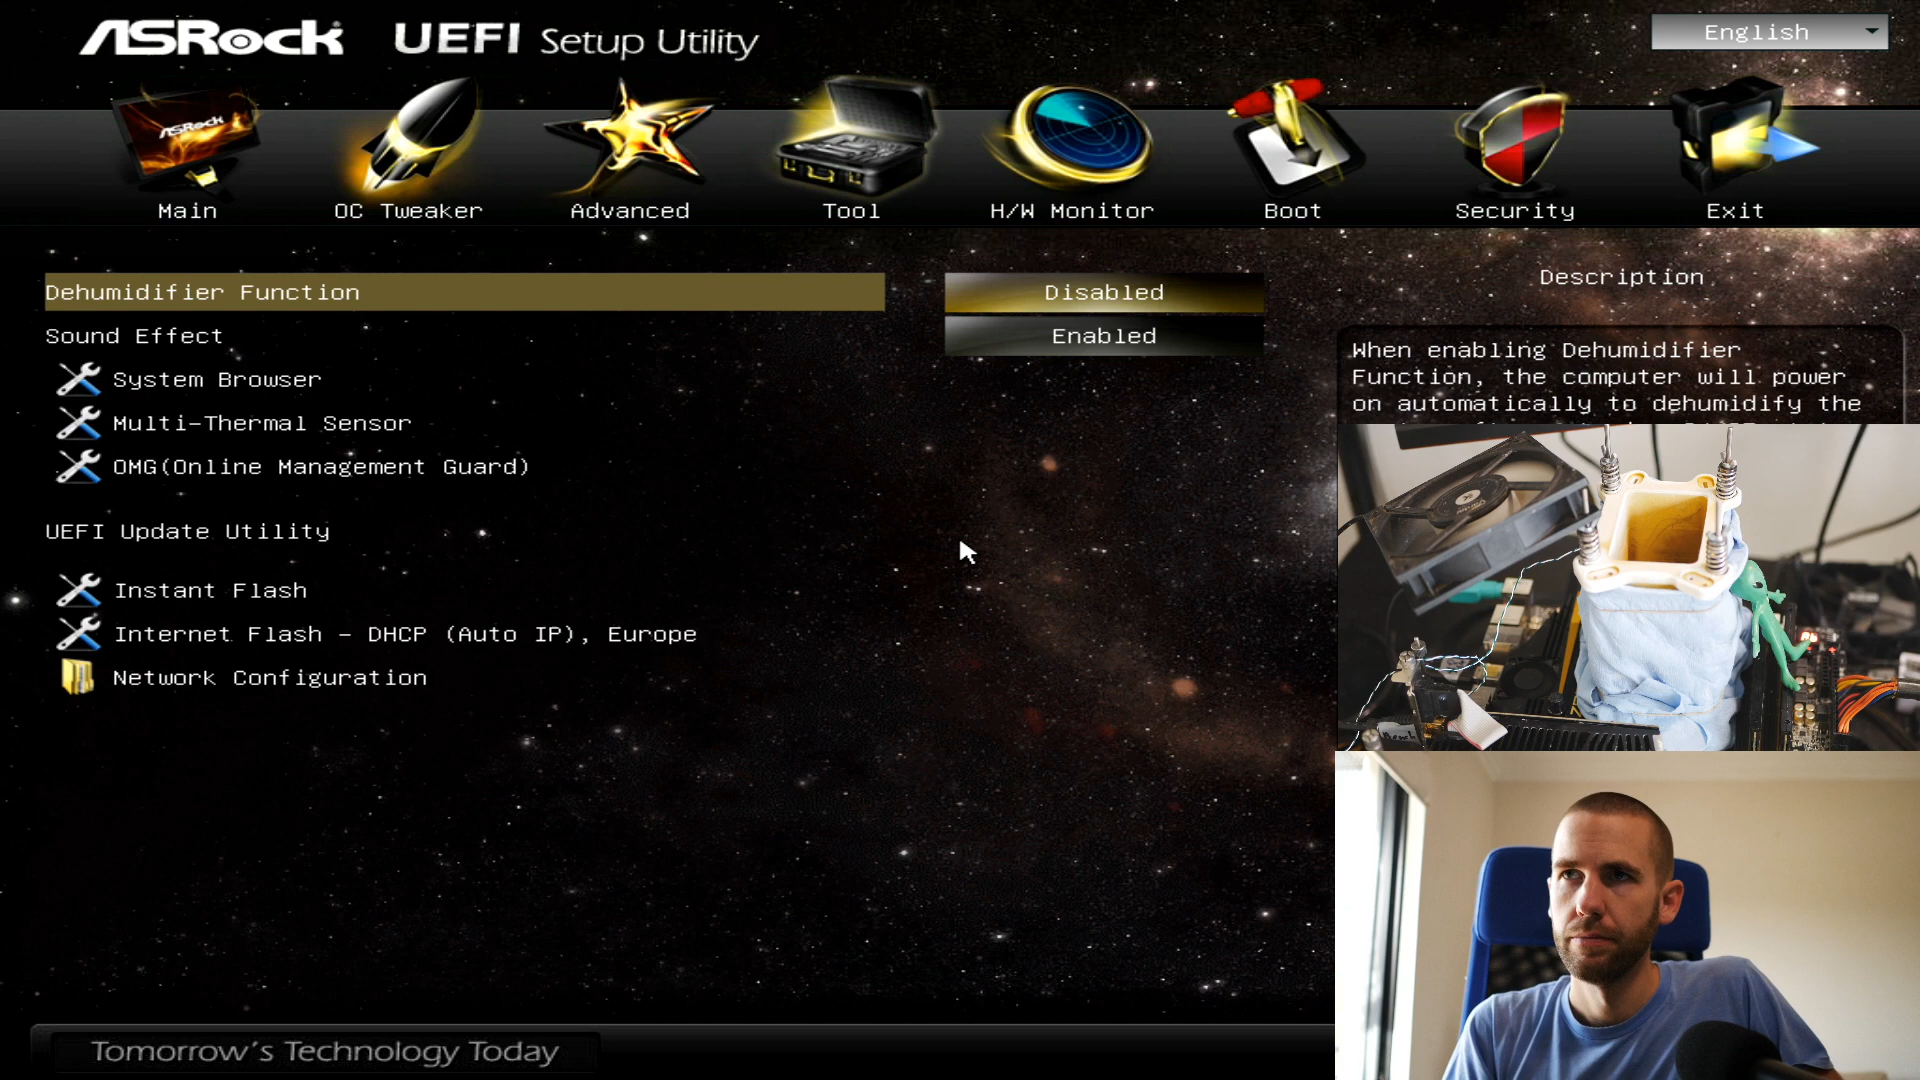 ASRock UEFI Setup Utility
English
ASRock
Main OC Tweaker Advanced Tool H/W Monitor Boot Security Exit
Dehumidifier Function Disabled
Sound Effect Enabled
System Browser
Multi-Thermal Sensor
OMG(Online Management Guard)
UEFI Update Utility
Instant Flash
Internet Flash - DHCP (Auto IP), Europe
Network Configuration
Description
When enabling Dehumidifier
Function, the computer will power
on automatically to dehumidify the
Tomorrow's Technology Today